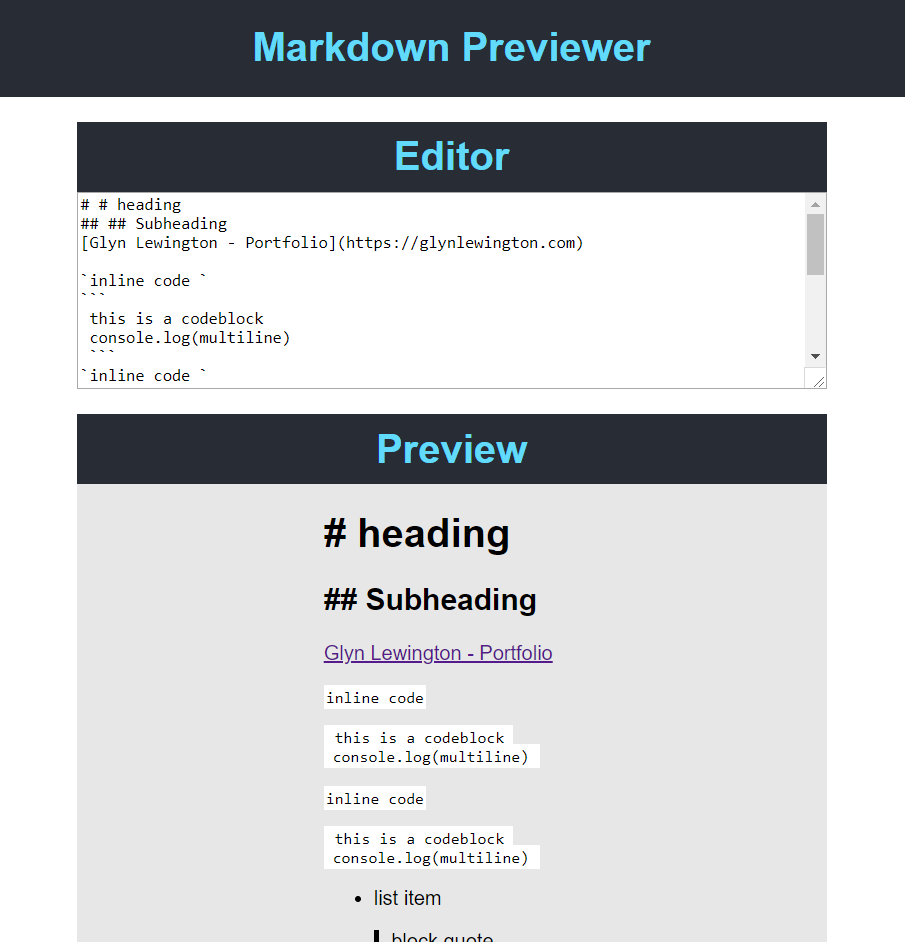 Markdown Previewer
Editor
# # heading
## ## Subheading
[Glyn Lewington - Portfolio](https://glynlewington.com)
`inline code `
```
this is a codeblock
console.log(multiline)
```
`inline code `
Preview
# heading
## Subheading
Glyn Lewington - Portfolio
inline code
this is a codeblock
console.log(multiline)
inline code
this is a codeblock
console.log(multiline)
• list item
block quote